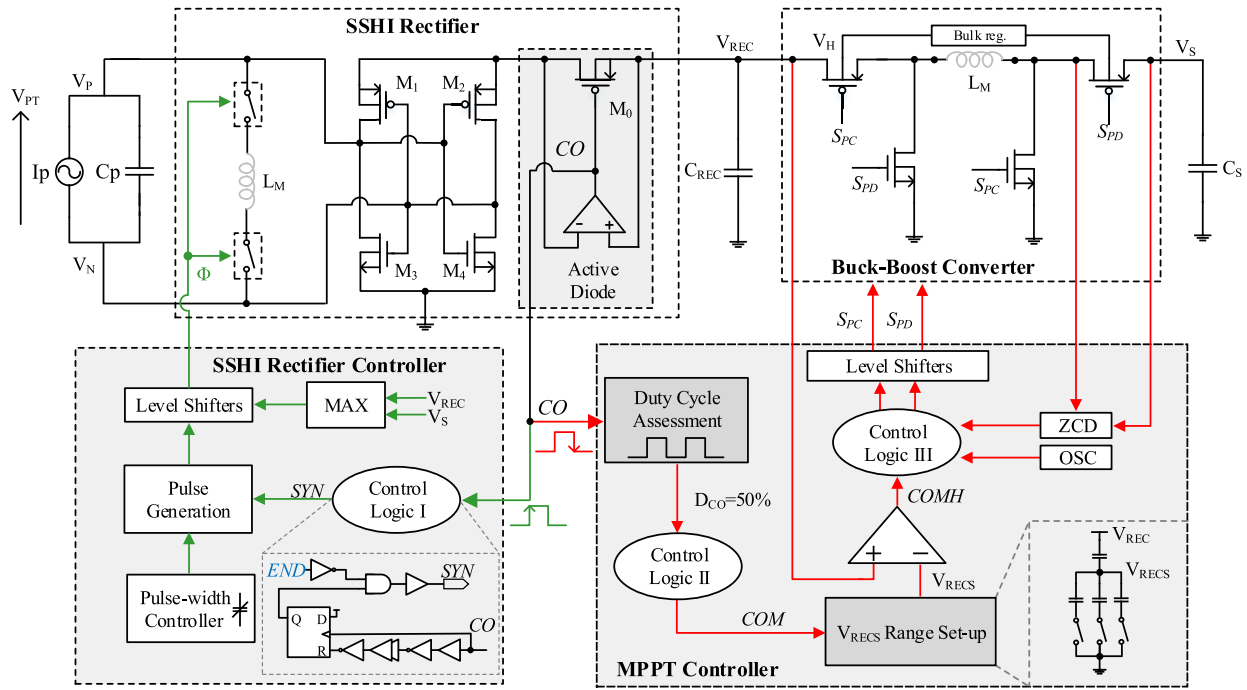 SSHI Rectifier
V_PT
V_P
Ip
Cp
V_N
Φ
L_M
M_1
M_2
M_3
M_4
M_0
CO
- +
Active
Diode
V_REC
C_REC
V_H
Bulk reg.
V_S
L_M
S_PC
S_PD
S_PD
S_PC
C_S
Buck-Boost Converter
SSHI Rectifier Controller
Level Shifters
MAX
V_REC
V_S
Pulse
Generation
SYN
Control
Logic I
Pulse-width
Controller
END
SYN
Q
D
R
CO
CO
Duty Cycle
Assessment
D_CO=50%
Control
Logic II
COM
S_PC
S_PD
Level Shifters
Control
Logic III
ZCD
OSC
COMH
+ −
V_RECS
V_RECS Range Set-up
V_REC
V_RECS
MPPT Controller